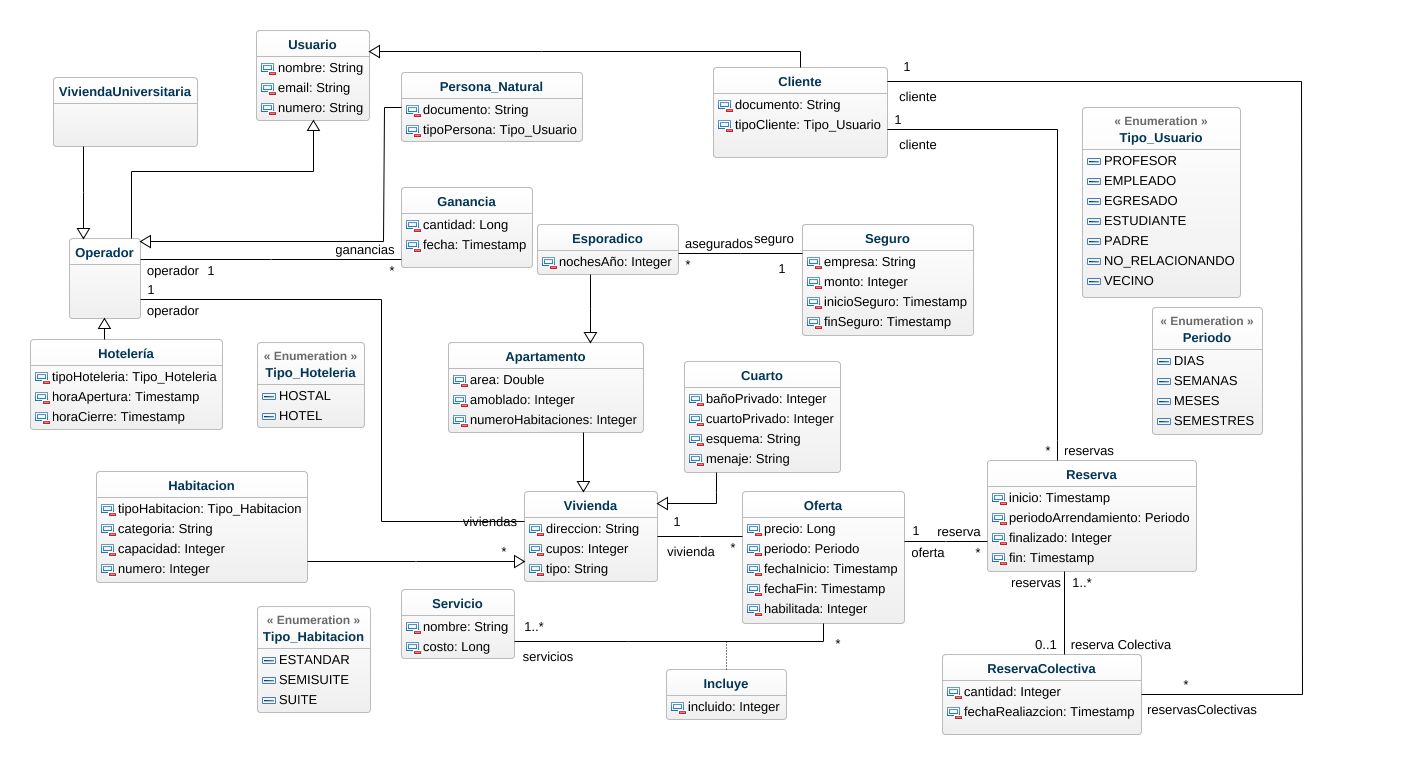 Usuario
nombre: String
email: String
numero: String
ViviendaUniversitaria
Persona_Natural
documento: String
tipoPersona: Tipo_Usuario
Cliente
documento: String
tipoCliente: Tipo_Usuario
1
cliente
1
cliente
« Enumeration »
Tipo_Usuario
PROFESOR
EMPLEADO
EGRESADO
ESTUDIANTE
PADRE
NO_RELACIONANDO
VECINO
Ganancia
cantidad: Long
fecha: Timestamp
Operador
ganancias
*
operador 1
1
operador
Esporadico
nochesAño: Integer
asegurados
*
seguro
1
Seguro
empresa: String
monto: Integer
inicioSeguro: Timestamp
finSeguro: Timestamp
« Enumeration »
Periodo
DIAS
SEMANAS
MESES
SEMESTRES
Hotelería
tipoHoteleria: Tipo_Hoteleria
horaApertura: Timestamp
horaCierre: Timestamp
« Enumeration »
Tipo_Hoteleria
HOSTAL
HOTEL
Apartamento
area: Double
amoblado: Integer
numeroHabitaciones: Integer
Cuarto
bañoPrivado: Integer
cuartoPrivado: Integer
esquema: String
menaje: String
* reservas
Reserva
inicio: Timestamp
periodoArrendamiento: Periodo
finalizado: Integer
fin: Timestamp
Habitacion
tipoHabitacion: Tipo_Habitacion
categoria: String
capacidad: Integer
numero: Integer
viviendas
*
Vivienda
direccion: String
cupos: Integer
tipo: String
1
vivienda
*
Oferta
precio: Long
periodo: Periodo
fechaInicio: Timestamp
fechaFin: Timestamp
habilitada: Integer
1 reserva
oferta *
reservas 1..*
0..1 reserva Colectiva
« Enumeration »
Tipo_Habitacion
ESTANDAR
SEMISUITE
SUITE
Servicio
nombre: String
costo: Long
1..*
servicios
*
Incluye
incluido: Integer
ReservaColectiva
cantidad: Integer
fechaRealiazcion: Timestamp
*
reservasColectivas